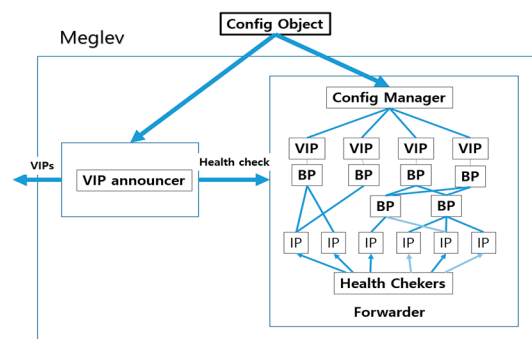 Config Object
Meglev
Config Manager
VIP VIP VIP VIP
VIPs
Health check
BP BP BP BP
VIP announcer
BP BP
IP IP IP IP IP IP
Health Chekers
Forwarder